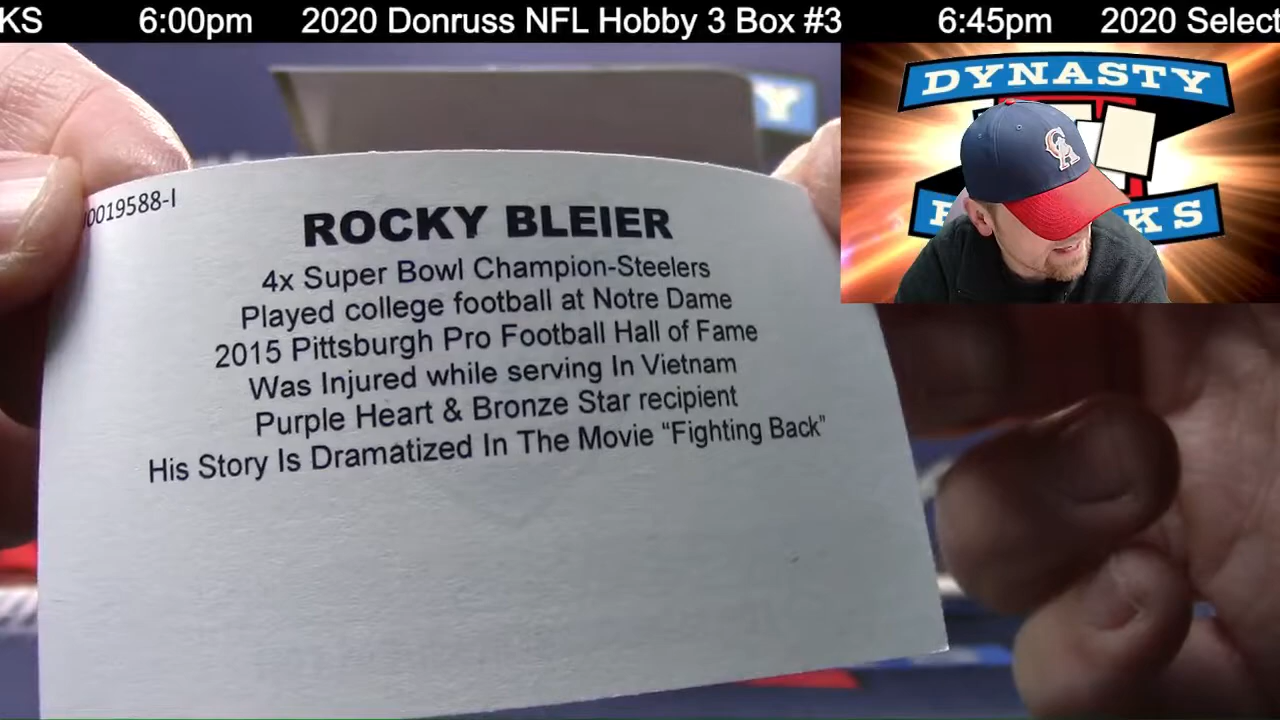 KS 6:00pm 2020 Donruss NFL Hobby 3 Box #3 6:45pm 2020 Select
DYNASTY
KS
Y
CA
0019588-I
ROCKY BLEIER
4x Super Bowl Champion-Steelers
Played college football at Notre Dame
2015 Pittsburgh Pro Football Hall of Fame
Was Injured while serving In Vietnam
Purple Heart & Bronze Star recipient
His Story Is Dramatized In The Movie “Fighting Back”